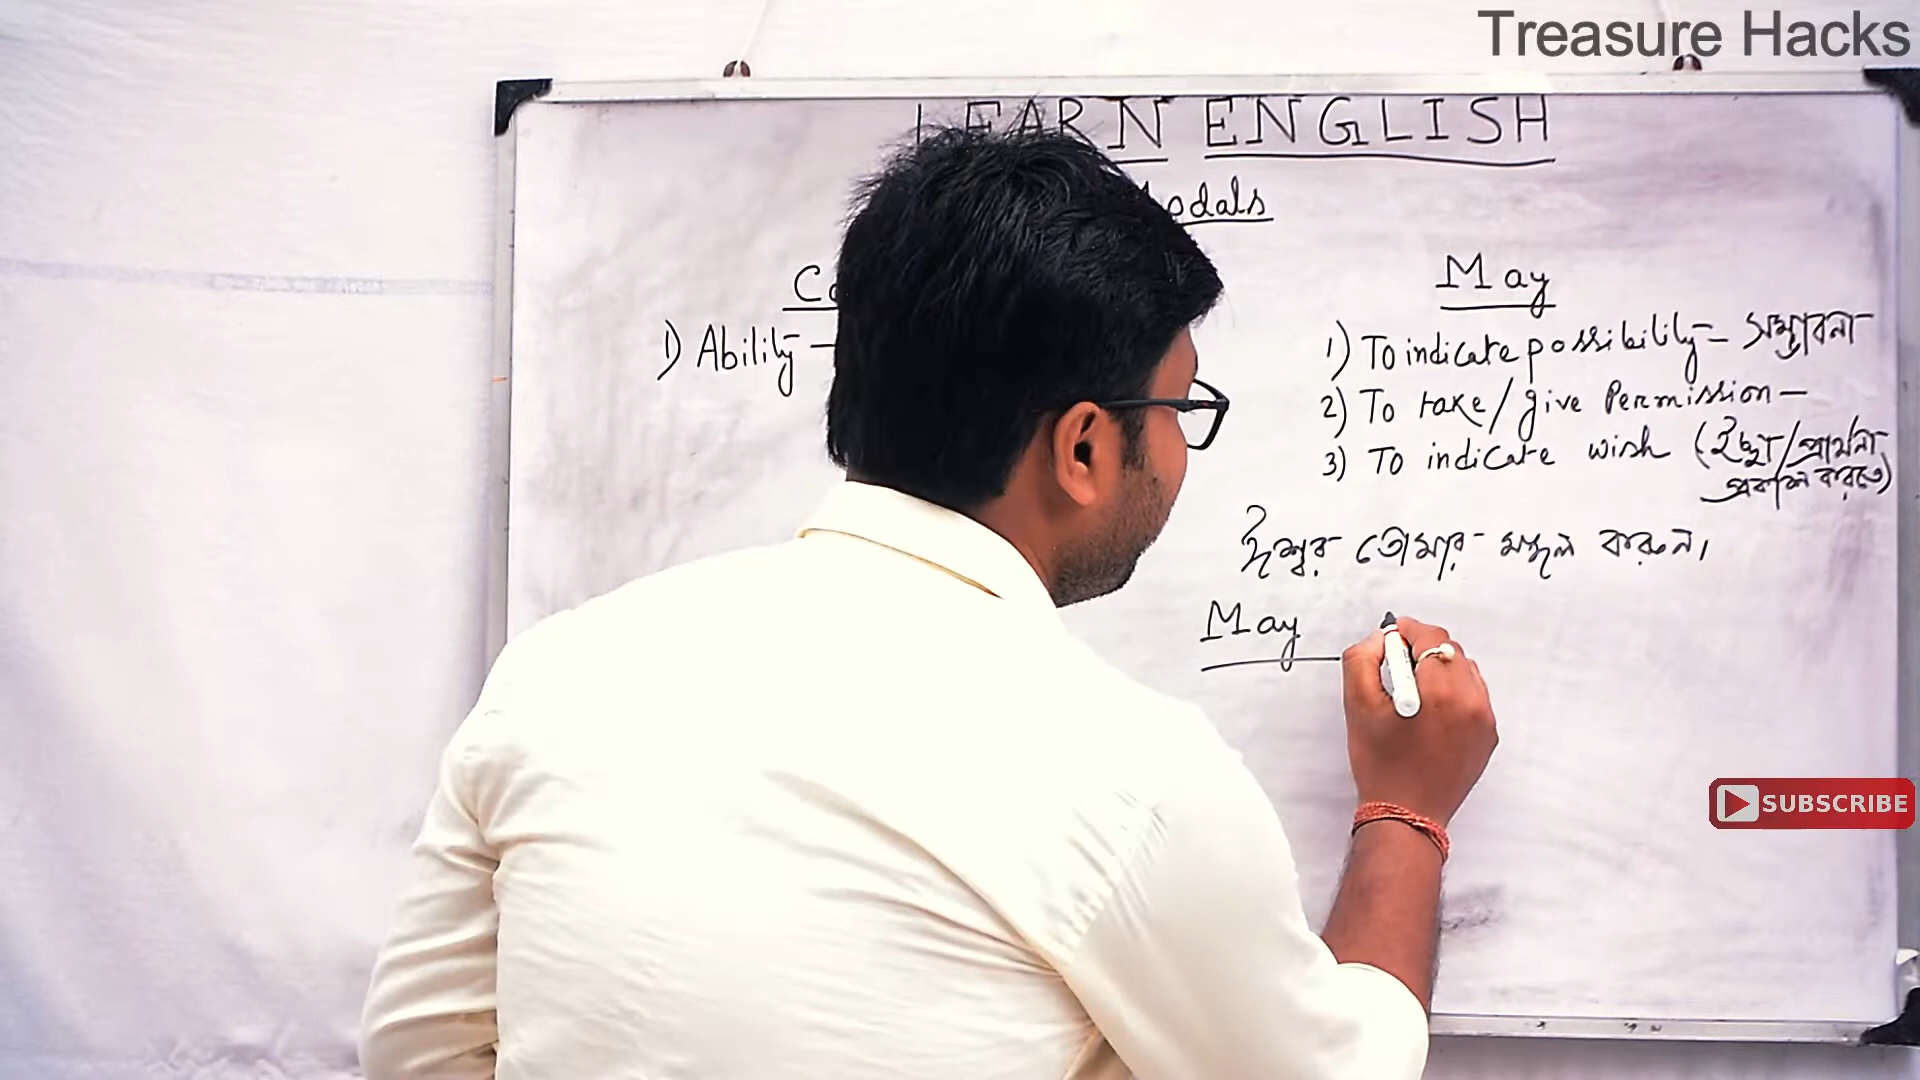 Treasure Hacks
LEARN ENGLISH
odals
May
1) Ability -
1) To indicate possibility - সম্ভাবনা
2) To take/give Permission -
3) To indicate wish (ইচ্ছা/প্রার্থনা
প্রকাশ করতে)
ঈশ্বর তোমার মঙ্গল করুন।
May
SUBSCRIBE